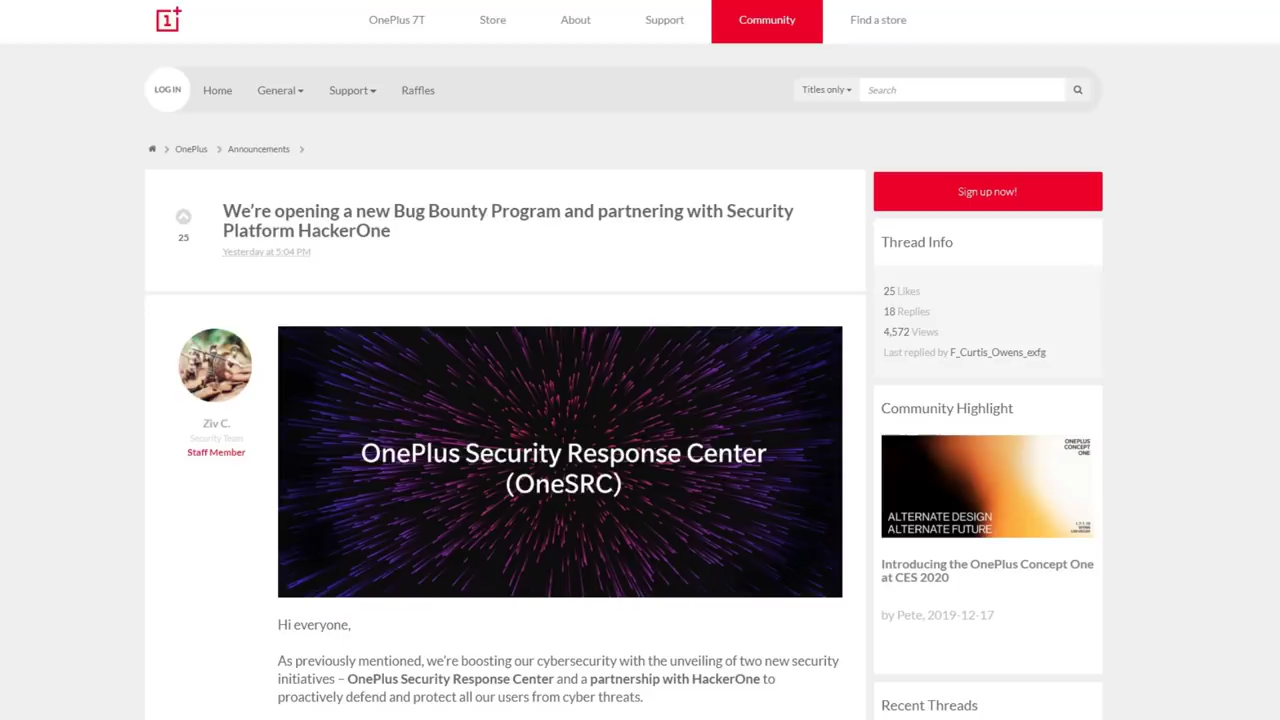 OnePlus 7T
Store
About
Support
Community
Find a store
LOG IN
Home
General
Support
Raffles
Titles only
Search
OnePlus
Announcements
25
We're opening a new Bug Bounty Program and partnering with Security
Platform HackerOne
Yesterday at 5:04 PM
Sign up now!
Thread Info
25 Likes
18 Replies
4,572 Views
Last replied by F_Curtis_Owens_exfg
Ziv C.
Security Team
Staff Member
OnePlus Security Response Center
(OneSRC)
Hi everyone,
As previously mentioned, we're boosting our cybersecurity with the unveiling of two new security
initiatives – OnePlus Security Response Center and a partnership with HackerOne to
proactively defend and protect all our users from cyber threats.
Community Highlight
ONEPLUS
CONCEPT
ONE
ALTERNATE DESIGN
ALTERNATE FUTURE
Introducing the OnePlus Concept One
at CES 2020
by Pete, 2019-12-17
Recent Threads